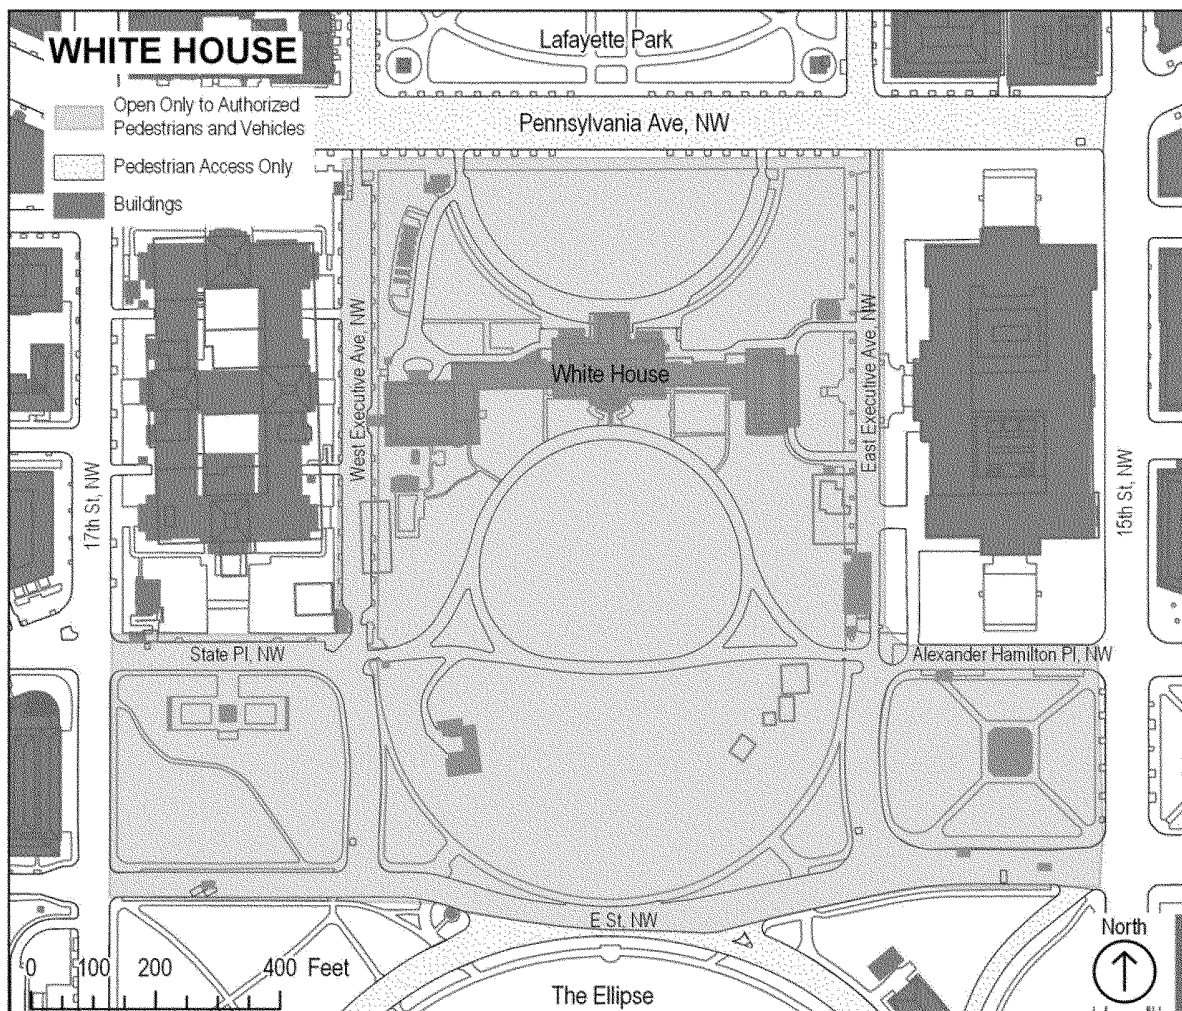 WHITE HOUSE
Lafayette Park
Open Only to Authorized
Pedestrians and Vehicles
Pennsylvania Ave, NW
Pedestrian Access Only
Buildings
West Executive Ave, NW
White House
East Executive Ave, NW
17th St, NW
15th St, NW
State Pl, NW
Alexander Hamilton Pl, NW
E St, NW
North
0 100 200 400 Feet
The Ellipse